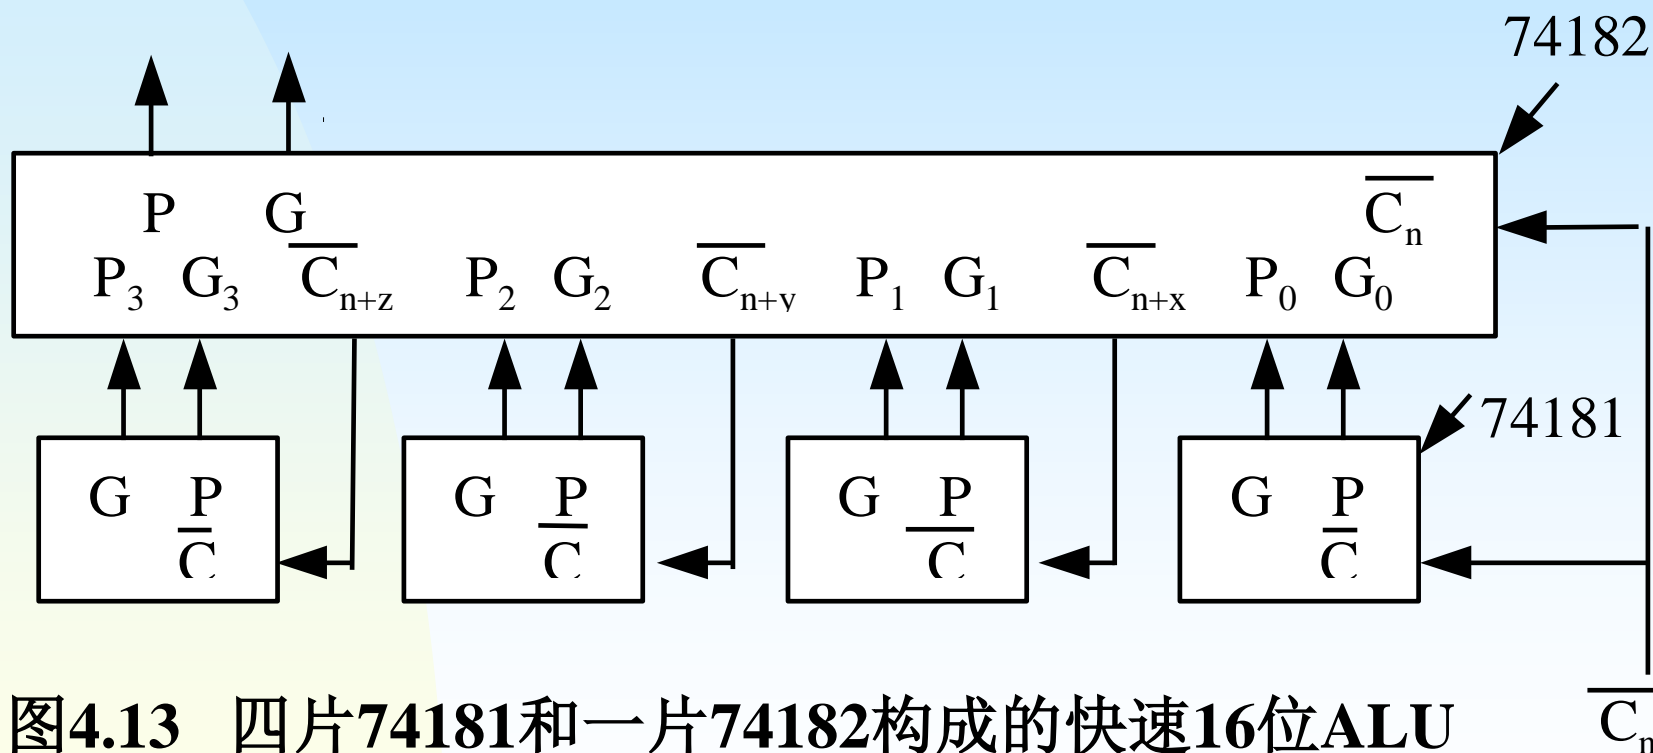 74182
P G C̅ₙ
P₃ G₃ C̅ₙ₊z P₂ G₂ C̅ₙ₊y P₁ G₁ C̅ₙ₊ₓ P₀ G₀
74181
G P G P G P G P
C̅ C̅ C̅ C̅
图4.13 四片74181和一片74182构成的快速16位ALU
C̅ₙ